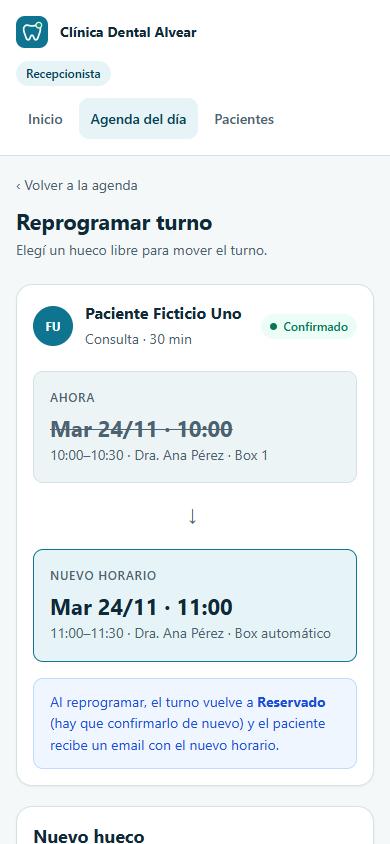 Clínica Dental Alvear
Recepcionista
Inicio Agenda del día Pacientes
‹ Volver a la agenda
Reprogramar turno
Elegí un hueco libre para mover el turno.
FU
Paciente Ficticio Uno
Consulta · 30 min
Confirmado
AHORA
Mar 24/11 · 10:00
10:00–10:30 · Dra. Ana Pérez · Box 1
↓
NUEVO HORARIO
Mar 24/11 · 11:00
11:00–11:30 · Dra. Ana Pérez · Box automático
Al reprogramar, el turno vuelve a Reservado
(hay que confirmarlo de nuevo) y el paciente
recibe un email con el nuevo horario.
Nuevo hueco